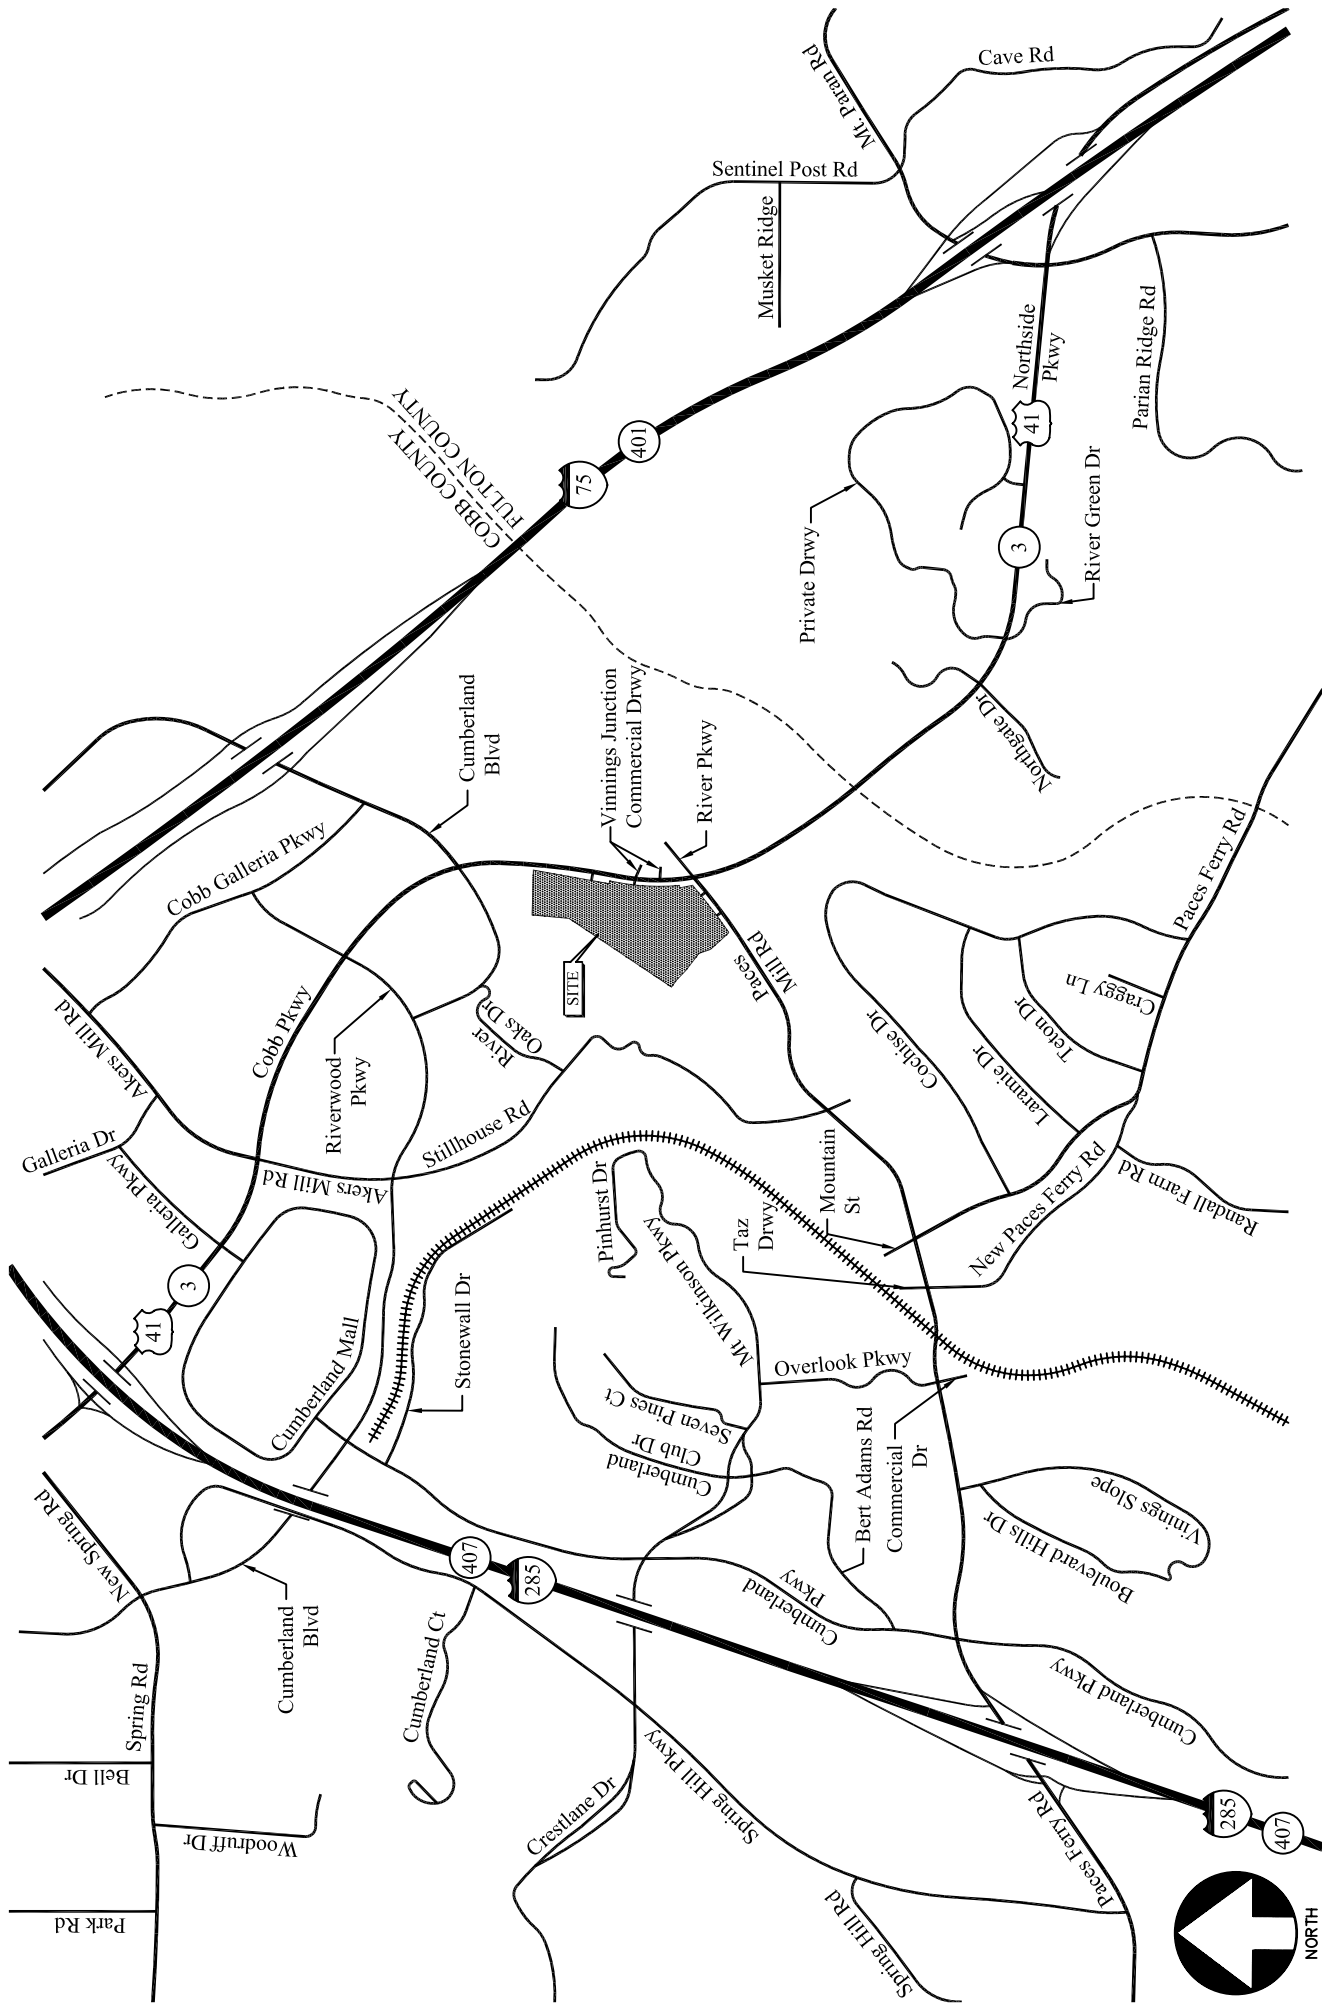 Cave Rd
Mt. Paran Rd
Sentinel Post Rd
Musket Ridge
Northside
Pkwy
Parian Ridge Rd
41
COBB COUNTY
FULTON COUNTY
401
75
Private Drwy
3
River Green Dr
Northgate Dr
Cumberland
Blvd
Vinnings Junction
Commercial Drwy
River Pkwy
Cobb Galleria Pkwy
Paces Ferry Rd
SITE
Paces
Mill Rd
Akers Mill Rd
Cobb Pkwy
Riverwood
Pkwy
River
Oaks Dr
Stillhouse Rd
Cochise Dr
Laramie Dr
Teton Dr
Craggy Ln
Galleria Dr
Galleria Pkwy
Akers Mill Rd
Pinhurst Dr
Mt Wilkinson Pkwy
Taz
Drwy
Mountain
St
New Paces Ferry Rd
Randall Farm Rd
3
41
Cumberland Mall
Stonewall Dr
Seven Pines Ct
Cumberland
Club Dr
Overlook Pkwy
Bert Adams Rd
Commercial
Dr
Boulevard Hills Dr
Vinings Slope
New Spring Rd
Cumberland
Blvd
407
285
Cumberland
Pkwy
Cumberland Pkwy
Spring Rd
Bell Dr
Woodruff Dr
Park Rd
Cumberland Ct
Crestlane Dr
Spring Hill Pkwy
Spring Hill Rd
Paces Ferry Rd
285
407
NORTH